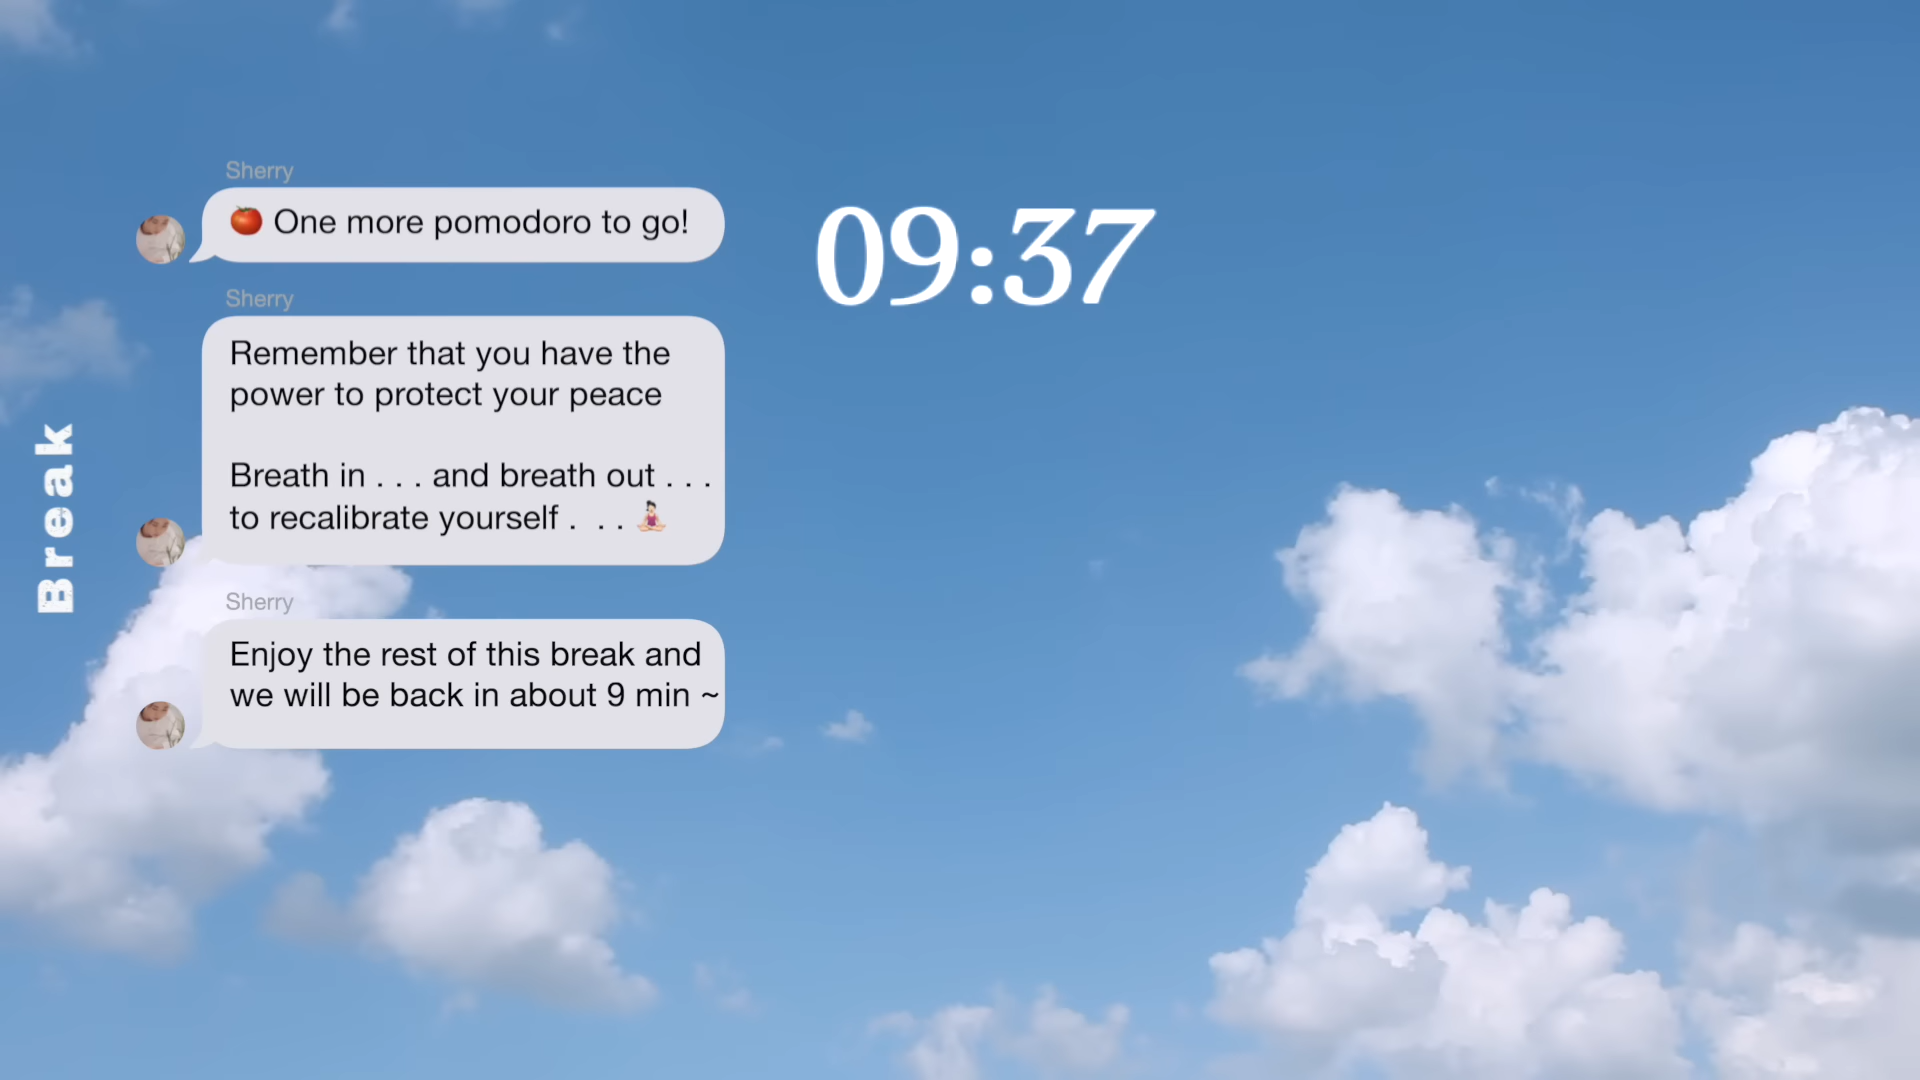 Sherry
🍅 One more pomodoro to go!
09:37
Sherry
Remember that you have the
power to protect your peace
Breath in . . . and breath out . . .
to recalibrate yourself .  . . 🧘🏻‍♀️
Break
Sherry
Enjoy the rest of this break and
we will be back in about 9 min ~